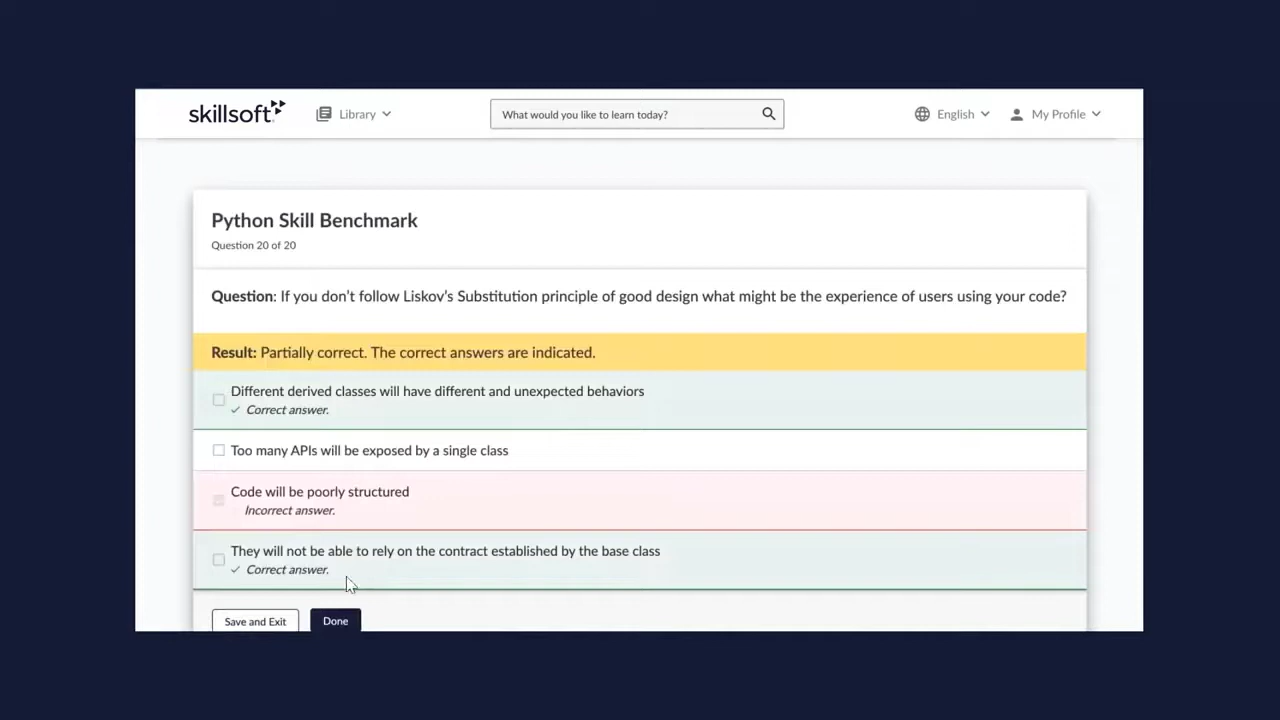 skillsoft
Library
What would you like to learn today?
English
My Profile
Python Skill Benchmark
Question 20 of 20
Question: If you don't follow Liskov's Substitution principle of good design what might be the experience of users using your code?
Result: Partially correct. The correct answers are indicated.
Different derived classes will have different and unexpected behaviors
✓ Correct answer.
Too many APIs will be exposed by a single class
Code will be poorly structured
Incorrect answer.
They will not be able to rely on the contract established by the base class
✓ Correct answer.
Save and Exit
Done